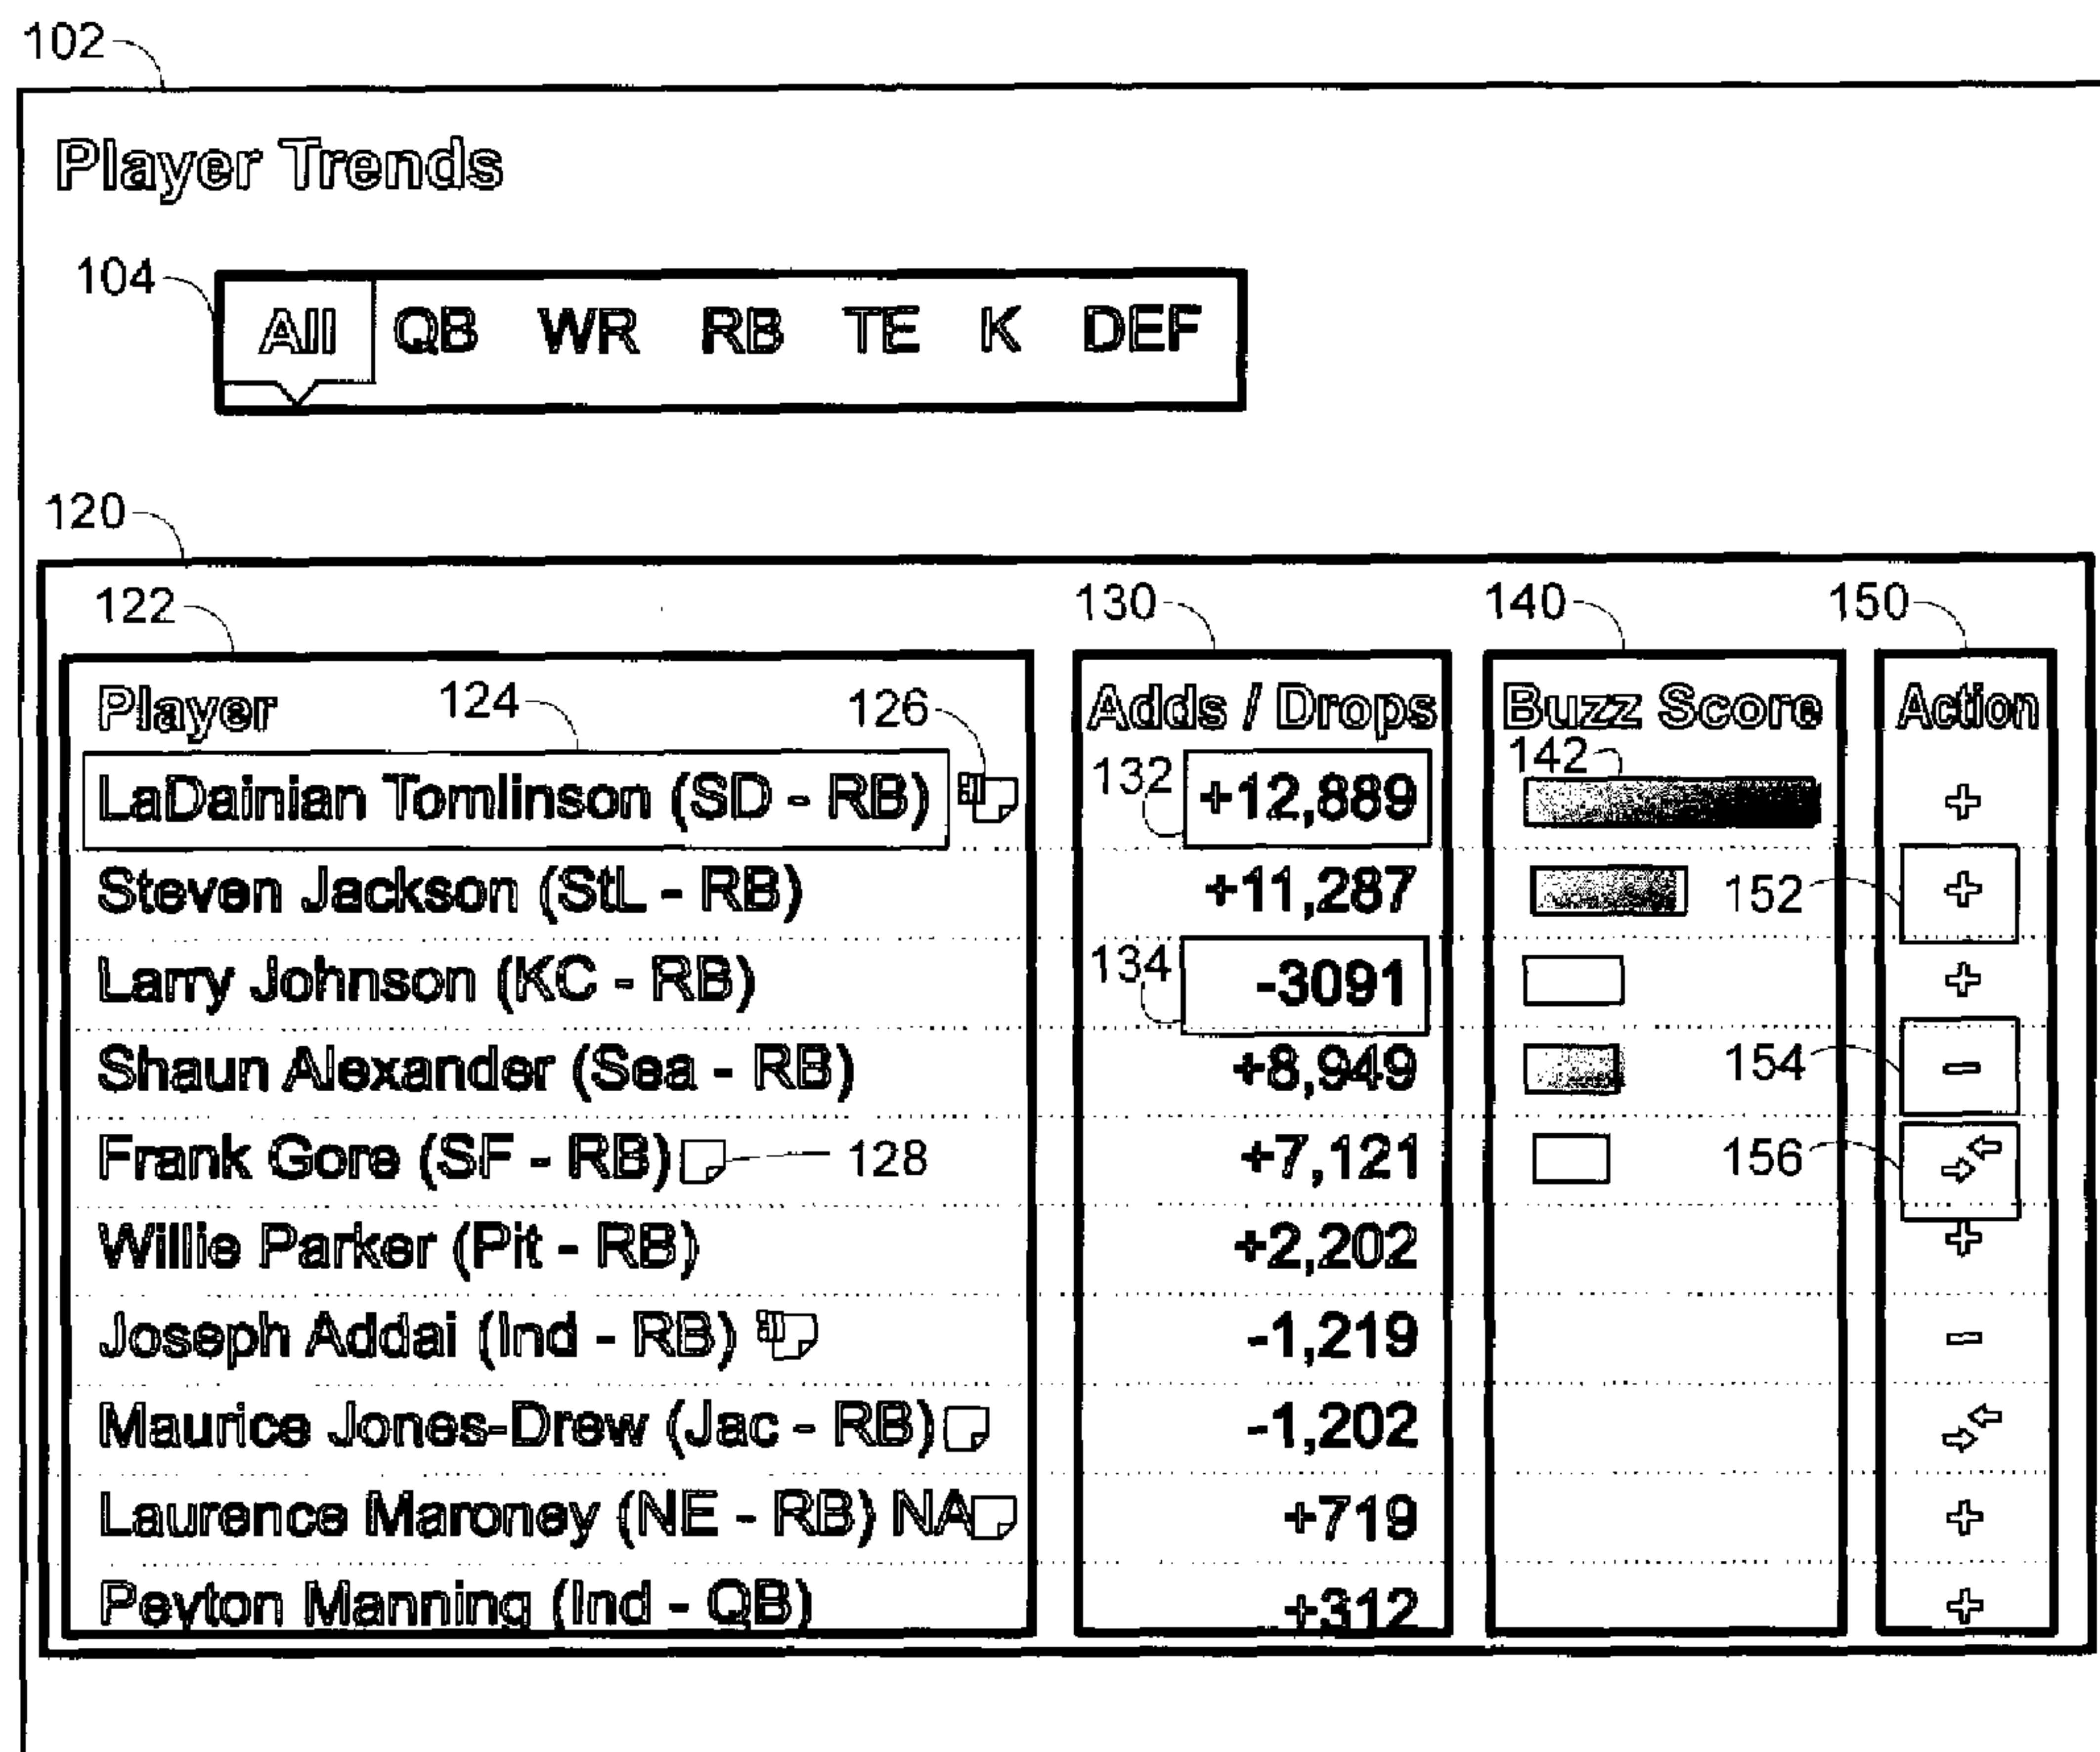 102
Player Trends
104
All QB WR RB TE K DEF
120
122 130 140 150
Player 124 126 Adds / Drops Buzz Score Action
142
LaDainian Tomlinson (SD - RB) 132 +12,889 +
Steven Jackson (StL - RB) +11,287 152 +
Larry Johnson (KC - RB) 134 -3091 +
Shaun Alexander (Sea - RB) +8,949 154 -
Frank Gore (SF - RB) 128 +7,121 156
Willie Parker (Pit - RB) +2,202 +
Joseph Addai (Ind - RB) -1,219 -
Maurice Jones-Drew (Jac - RB) -1,202
Laurence Maroney (NE - RB) NA +719 +
Peyton Manning (Ind - QB) +312 +